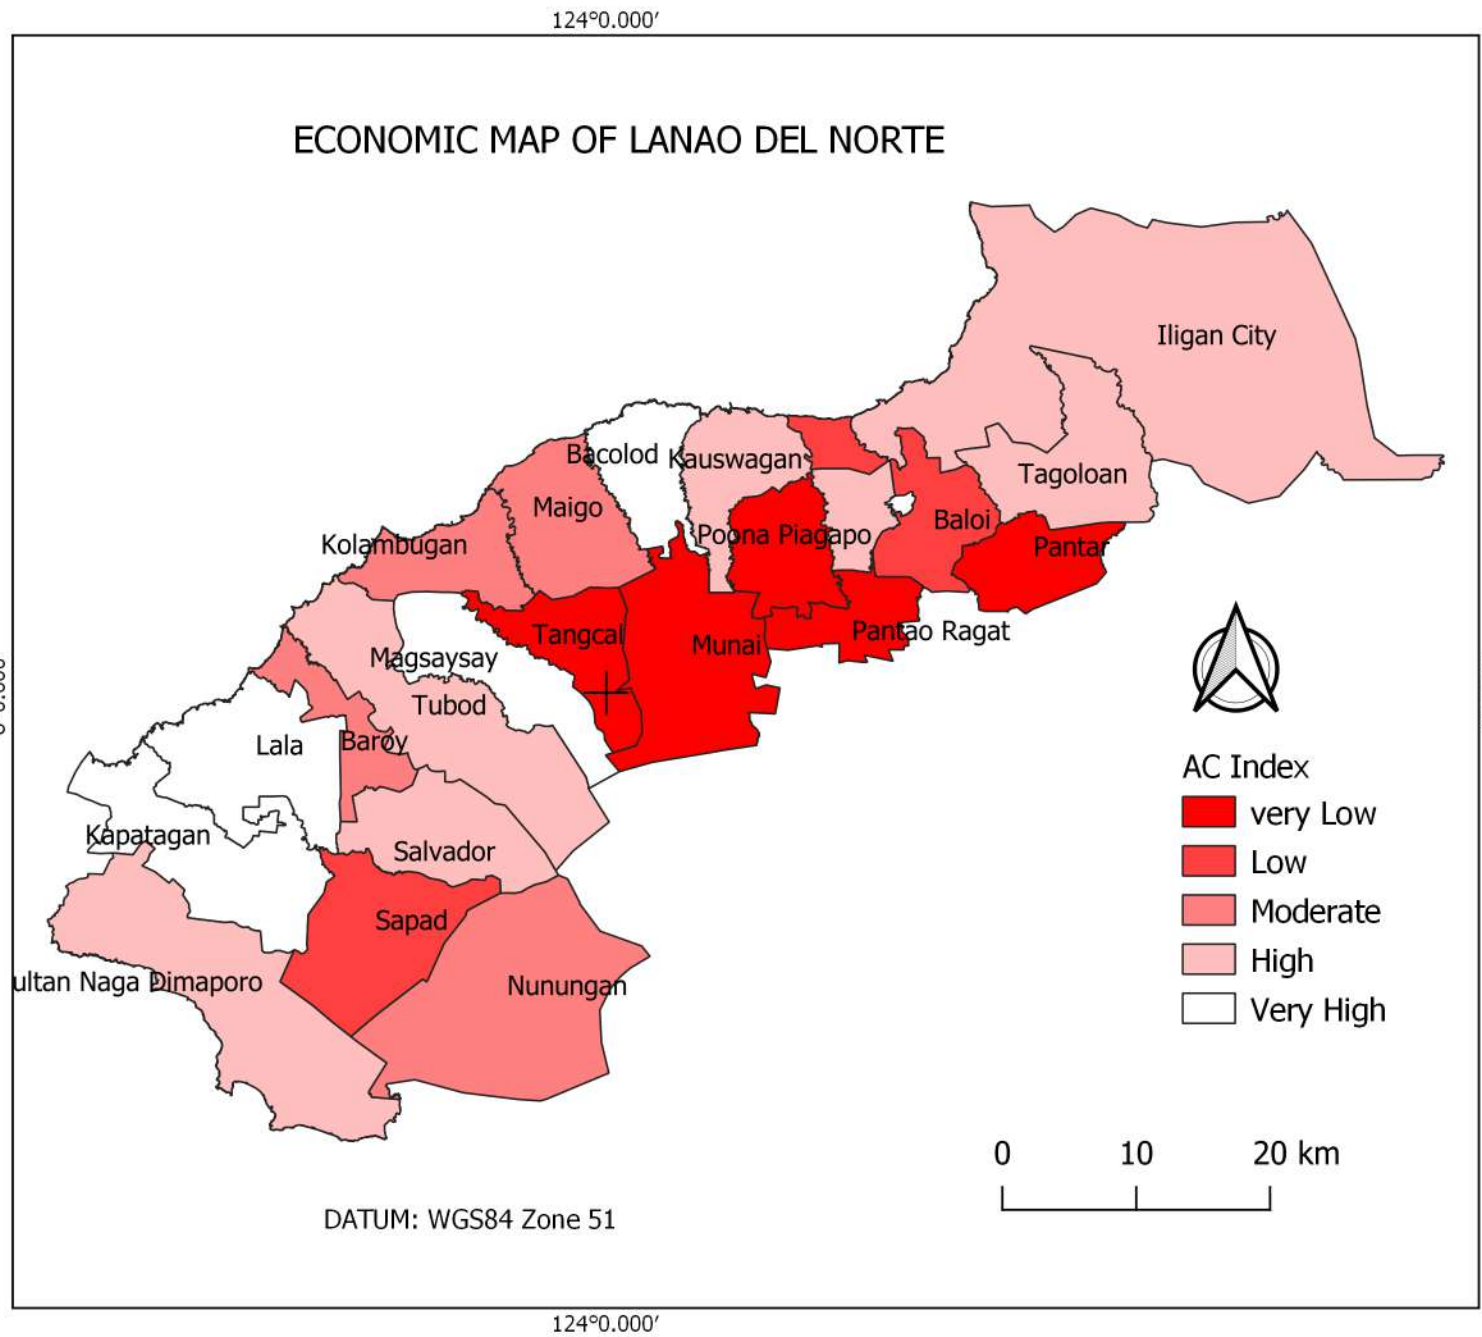 124°0.000′
ECONOMIC MAP OF LANAO DEL NORTE
Iligan City
Bacolod
Kauswagan
Tagoloan
Maigo
Baloi
Poona Piagapo
Kolambugan
Pantar
Tangcal
Munai
Pantao Ragat
Magsaysay
Tubod
Lala
Baroy
Kapatagan
Salvador
Sapad
ultan Naga Dimaporo
Nunungan
AC Index
very Low
Low
Moderate
High
Very High
0 10 20 km
DATUM: WGS84 Zone 51
124°0.000′